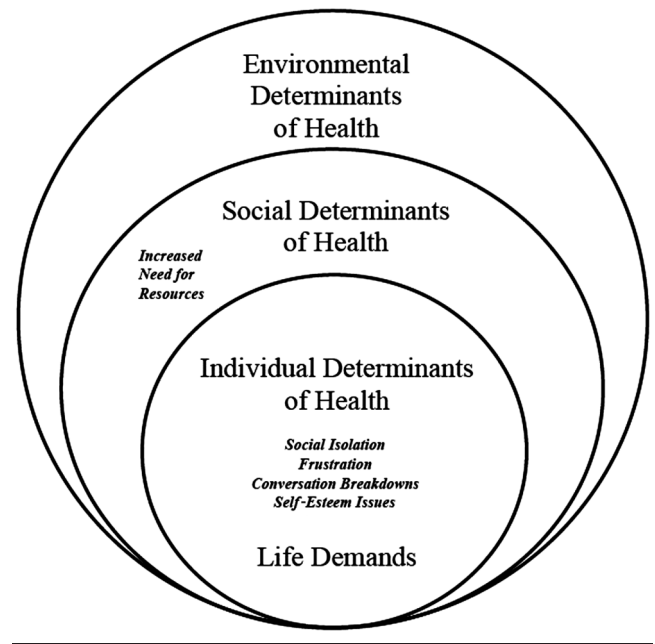 Environmental
Determinants
of Health
Social Determinants
of Health
Increased
Need for
Resources
Individual Determinants
of Health
Social Isolation
Frustration
Conversation Breakdowns
Self-Esteem Issues
Life Demands